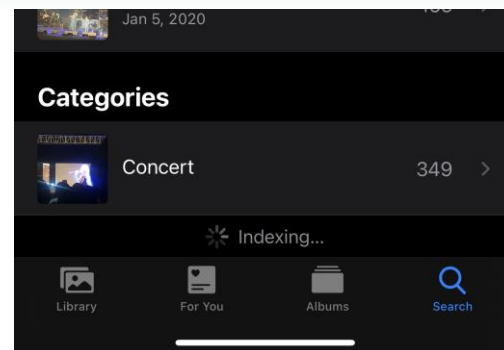 Jan 5, 2020
Categories
Concert 349
Indexing...
Library For You Albums Search